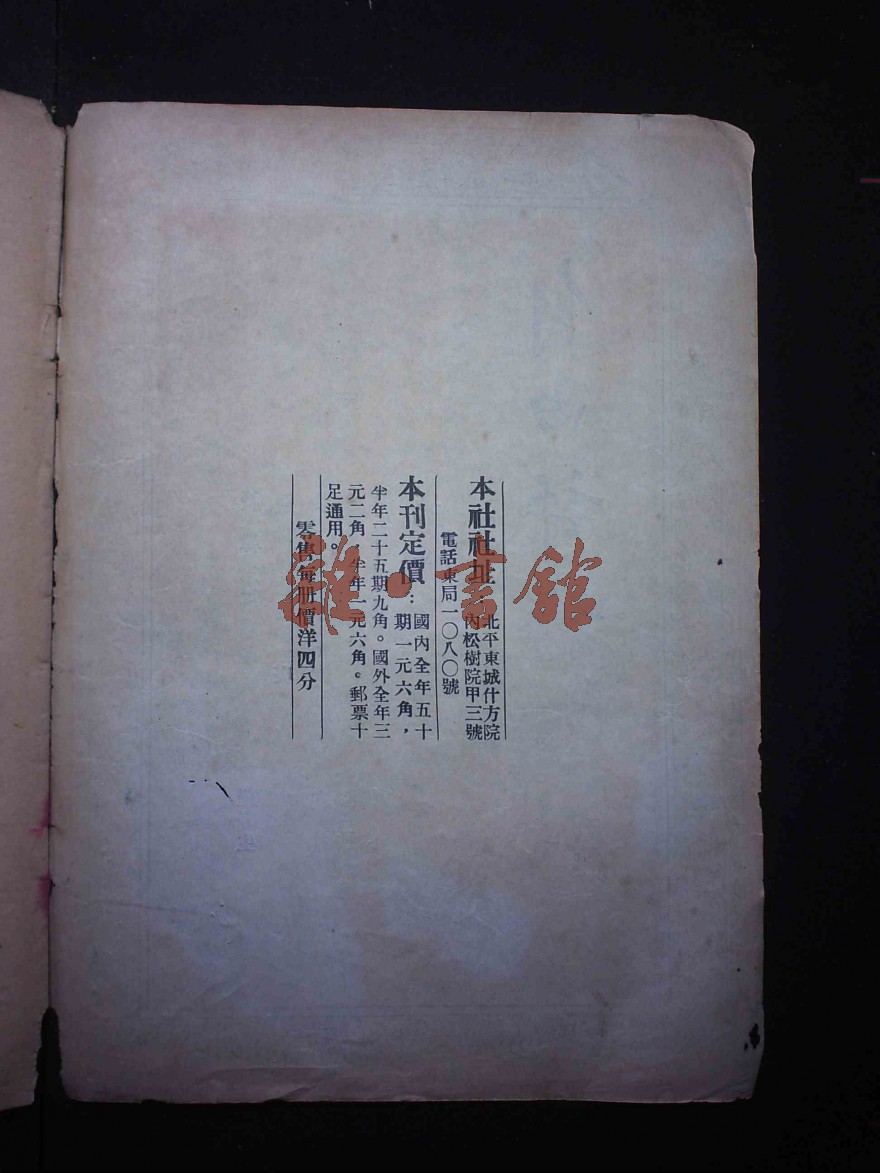 本社社址：北平東城什方院
內松樹院甲三號
電話東局一〇八〇號
本刊定價：國內全年五十
期一元六角，
半年二十五期九角。國外全年三
元二角，半年一元六角。郵票十
足通用。
零售每册價洋四分
雜·書館